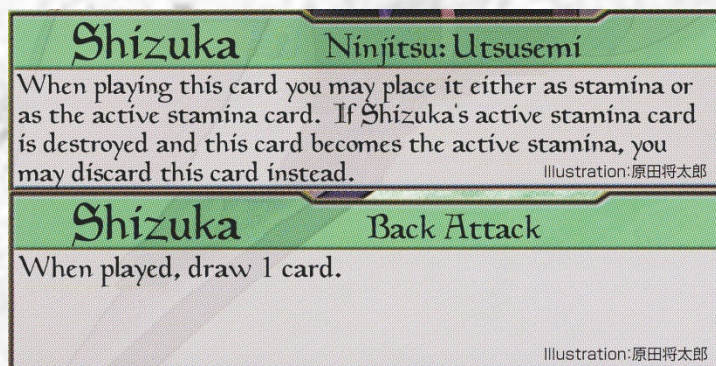 Shizuka Ninjitsu: Utsusemi
When playing this card you may place it either as stamina or
as the active stamina card. If Shizuka's active stamina card
is destroyed and this card becomes the active stamina, you
may discard this card instead. Illustration:原田将太郎
Shizuka Back Attack
When played, draw 1 card.
Illustration:原田将太郎